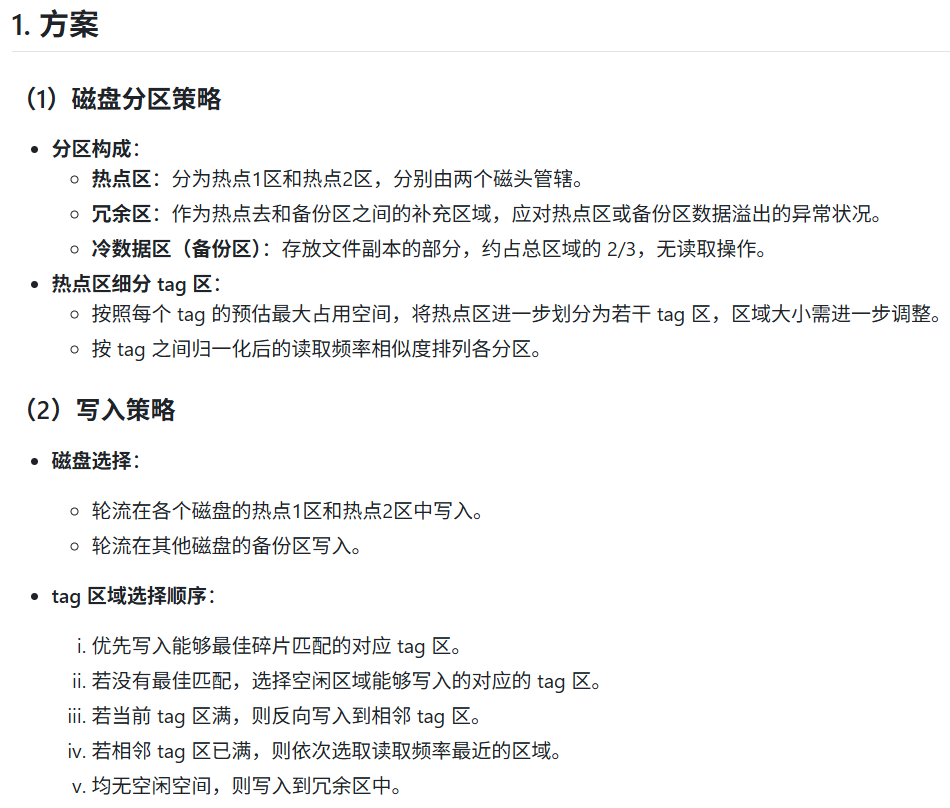 1. 方案
（1）磁盘分区策略
• 分区构成：
○ 热点区：分为热点1区和热点2区，分别由两个磁头管辖。
○ 冗余区：作为热点去和备份区之间的补充区域，应对热点区或备份区数据溢出的异常状况。
○ 冷数据区（备份区）：存放文件副本的部分，约占总区域的 2/3，无读取操作。
• 热点区细分 tag 区：
○ 按照每个 tag 的预估最大占用空间，将热点区进一步划分为若干 tag 区，区域大小需进一步调整。
○ 按 tag 之间归一化后的读取频率相似度排列各分区。
（2）写入策略
• 磁盘选择：
○ 轮流在各个磁盘的热点1区和热点2区中写入。
○ 轮流在其他磁盘的备份区写入。
• tag 区域选择顺序：
i. 优先写入能够最佳碎片匹配的对应 tag 区。
ii. 若没有最佳匹配，选择空闲区域能够写入的对应的 tag 区。
iii. 若当前 tag 区满，则反向写入到相邻 tag 区。
iv. 若相邻 tag 区已满，则依次选取读取频率最近的区域。
v. 均无空闲空间，则写入到冗余区中。